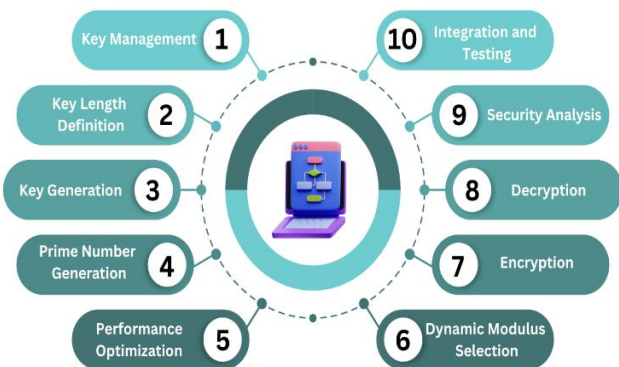 Key Management
1
Key Length
Definition
2
Key Generation
3
Prime Number
Generation
4
Performance
Optimization
5
10
Integration and
Testing
9
Security Analysis
8
Decryption
7
Encryption
6
Dynamic Modulus
Selection